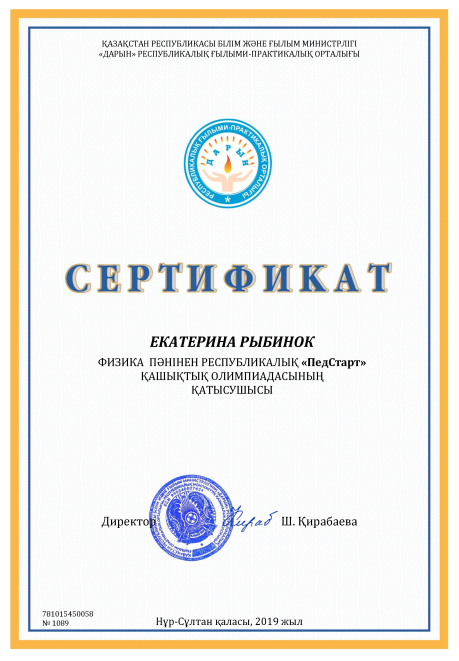 ҚАЗАҚСТАН РЕСПУБЛИКАСЫ БІЛІМ ЖӘНЕ ҒЫЛЫМ МИНИСТРЛІГІ
«ДАРЫН» РЕСПУБЛИКАЛЫҚ ҒЫЛЫМИ-ПРАКТИКАЛЫҚ ОРТАЛЫҒЫ
РЕСПУБЛИКАЛЫҚ ҒЫЛЫМИ-ПРАКТИКАЛЫҚ ОРТАЛЫҒЫ
ДАРЫН
СЕРТИФИКАТ
ЕКАТЕРИНА РЫБИНОК
ФИЗИКА ПӘНІНЕН РЕСПУБЛИКАЛЫҚ «ПедСтарт»
ҚАШЫҚТЫҚ ОЛИМПИАДАСЫНЫҢ
ҚАТЫСУШЫСЫ
Директор Ш. Қирабаева
781015450058
№ 1089
Нұр-Сұлтан қаласы, 2019 жыл